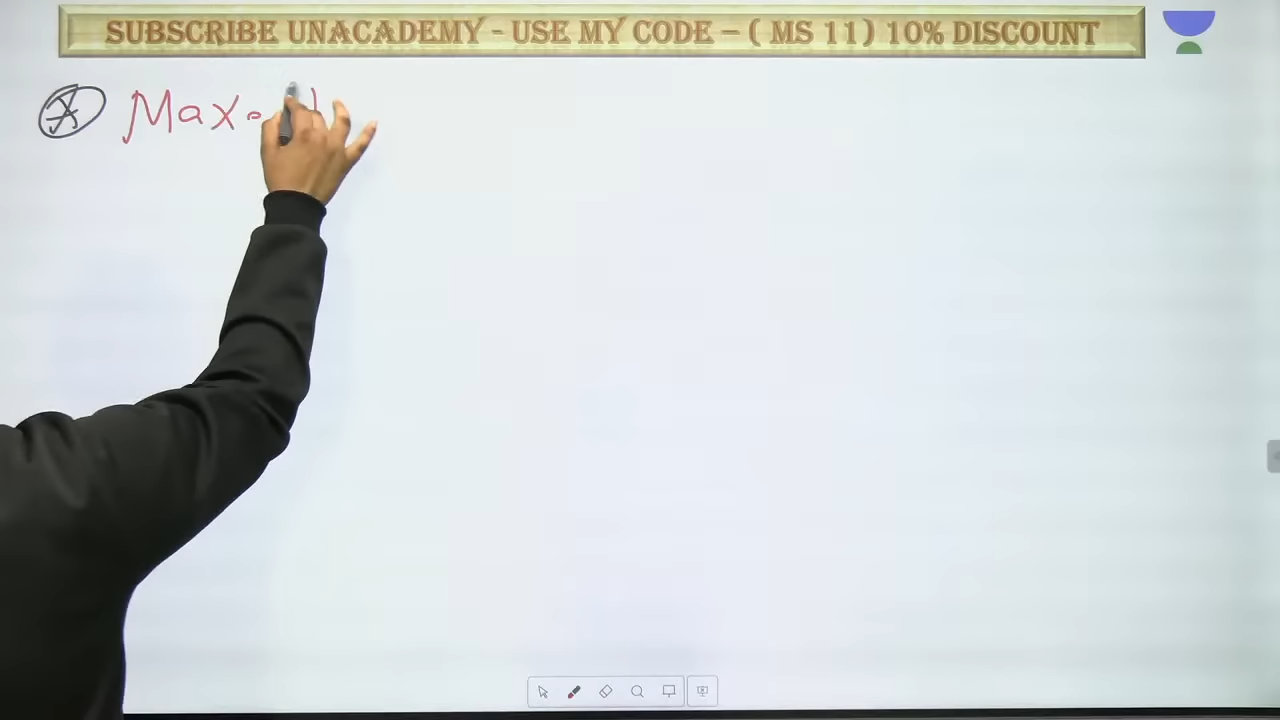 SUBSCRIBE UNACADEMY - USE MY CODE – ( MS 11) 10% DISCOUNT
Max